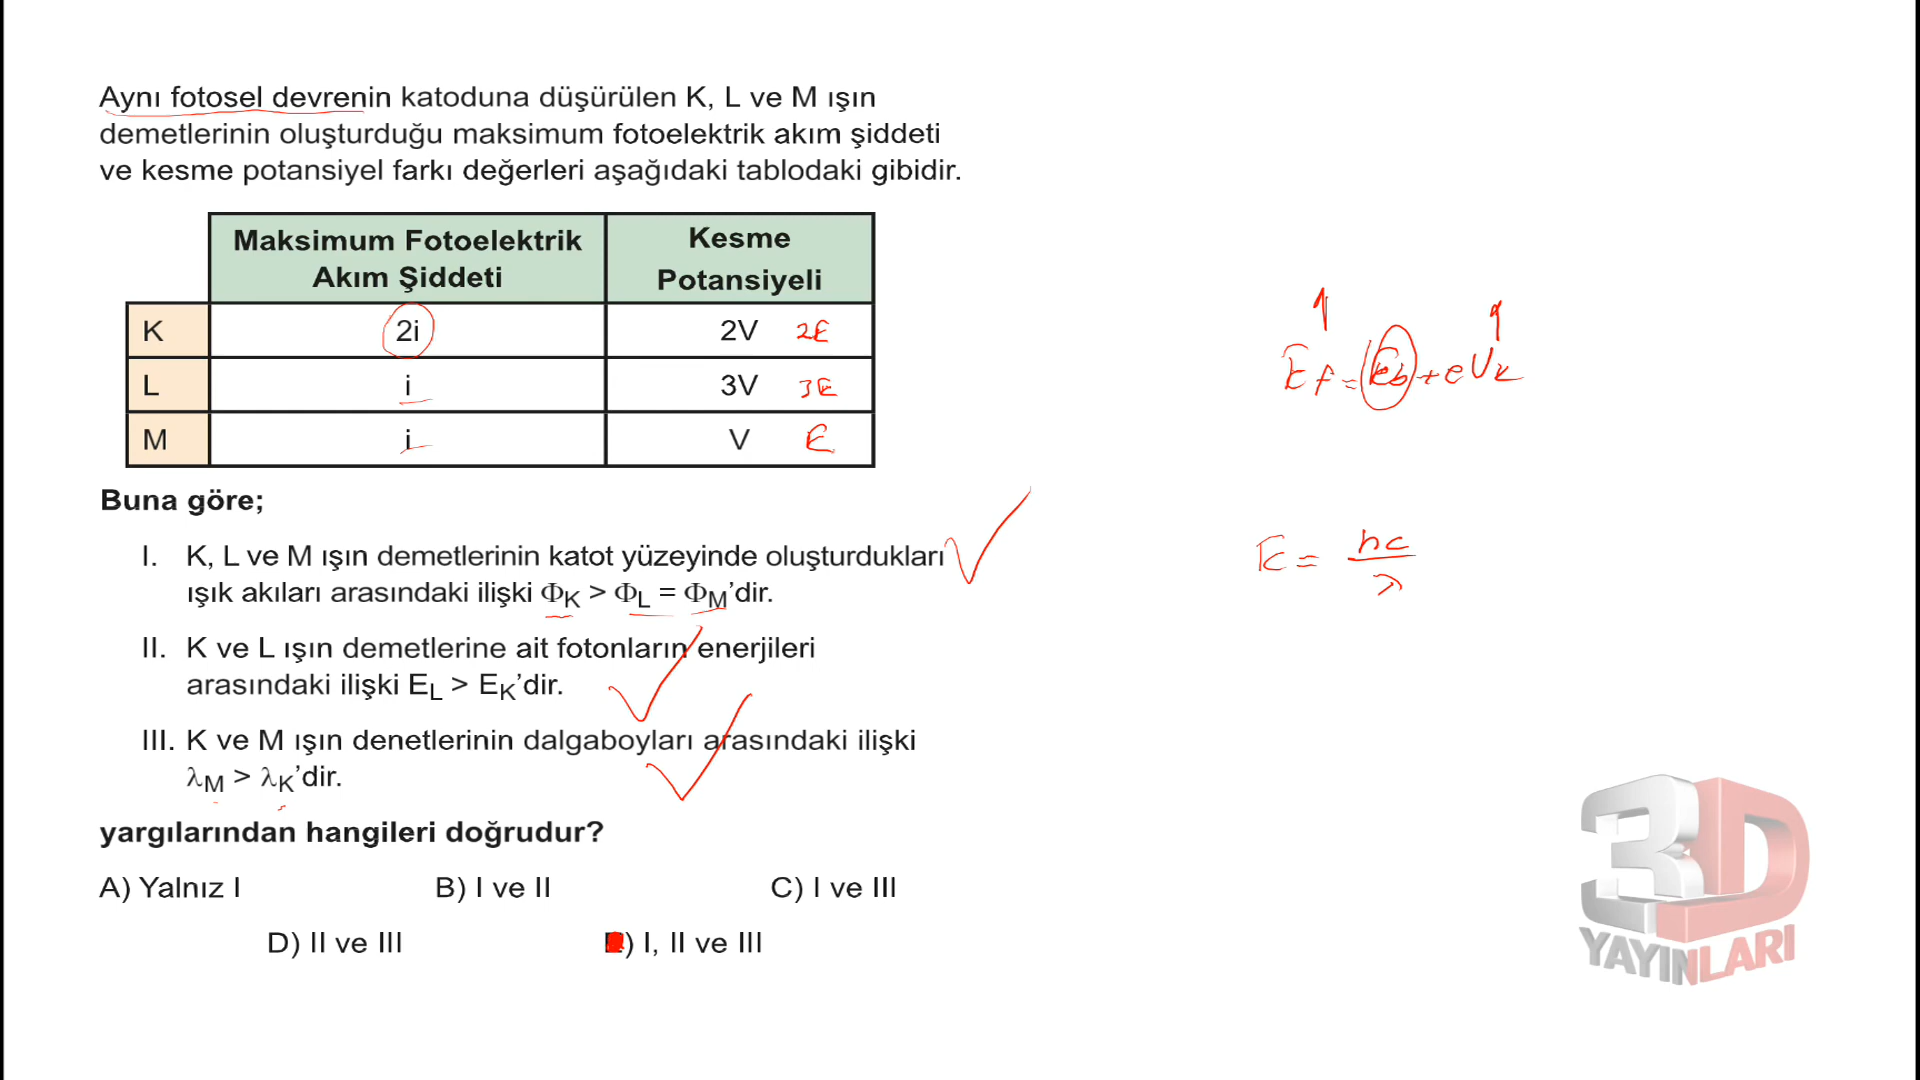 Aynı fotosel devrenin katoduna düşürülen K, L ve M ışın
demetlerinin oluşturduğu maksimum fotoelektrik akım şiddeti
ve kesme potansiyel farkı değerleri aşağıdaki tablodaki gibidir.
Maksimum Fotoelektrik Akım Şiddeti
Kesme Potansiyeli
K 2i 2V 2E
L i 3V 3E
M i V E
Ef = Eb + eVk
Buna göre;
I. K, L ve M ışın demetlerinin katot yüzeyinde oluşturdukları
ışık akıları arasındaki ilişki ΦK > ΦL = ΦM’dir.
E = hc/λ
II. K ve L ışın demetlerine ait fotonların enerjileri
arasındaki ilişki EL > EK’dir.
III. K ve M ışın denetlerinin dalgaboyları arasındaki ilişki
λM > λK’dir.
yargılarından hangileri doğrudur?
A) Yalnız I B) I ve II C) I ve III
D) II ve III E) I, II ve III
3D
YAYINLARI